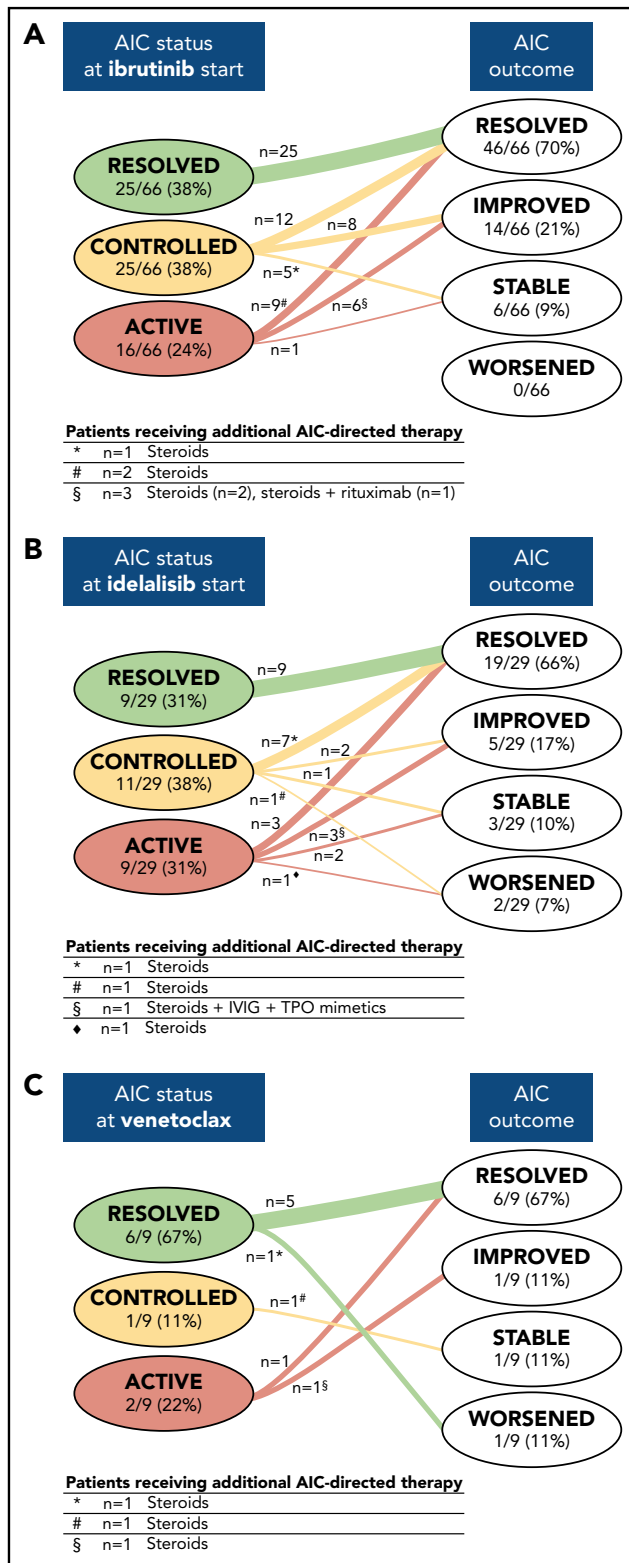 A
AIC status
at ibrutinib start
AIC
outcome
RESOLVED
25/66 (38%)
CONTROLLED
25/66 (38%)
ACTIVE
16/66 (24%)
n=25
n=12
n=8
n=5*
n=9#
n=6§
n=1
RESOLVED
46/66 (70%)
IMPROVED
14/66 (21%)
STABLE
6/66 (9%)
WORSENED
0/66
Patients receiving additional AIC-directed therapy
* n=1 Steroids
# n=2 Steroids
§ n=3 Steroids (n=2), steroids + rituximab (n=1)
B
AIC status
at idelalisib start
AIC
outcome
RESOLVED
9/29 (31%)
CONTROLLED
11/29 (38%)
ACTIVE
9/29 (31%)
n=9
n=7*
n=2
n=1
n=1#
n=3
n=3§
n=2
n=1♦
RESOLVED
19/29 (66%)
IMPROVED
5/29 (17%)
STABLE
3/29 (10%)
WORSENED
2/29 (7%)
Patients receiving additional AIC-directed therapy
* n=1 Steroids
# n=1 Steroids
§ n=1 Steroids + IVIG + TPO mimetics
♦ n=1 Steroids
C
AIC status
at venetoclax
AIC
outcome
RESOLVED
6/9 (67%)
CONTROLLED
1/9 (11%)
ACTIVE
2/9 (22%)
n=5
n=1*
n=1#
n=1
n=1§
RESOLVED
6/9 (67%)
IMPROVED
1/9 (11%)
STABLE
1/9 (11%)
WORSENED
1/9 (11%)
Patients receiving additional AIC-directed therapy
* n=1 Steroids
# n=1 Steroids
§ n=1 Steroids